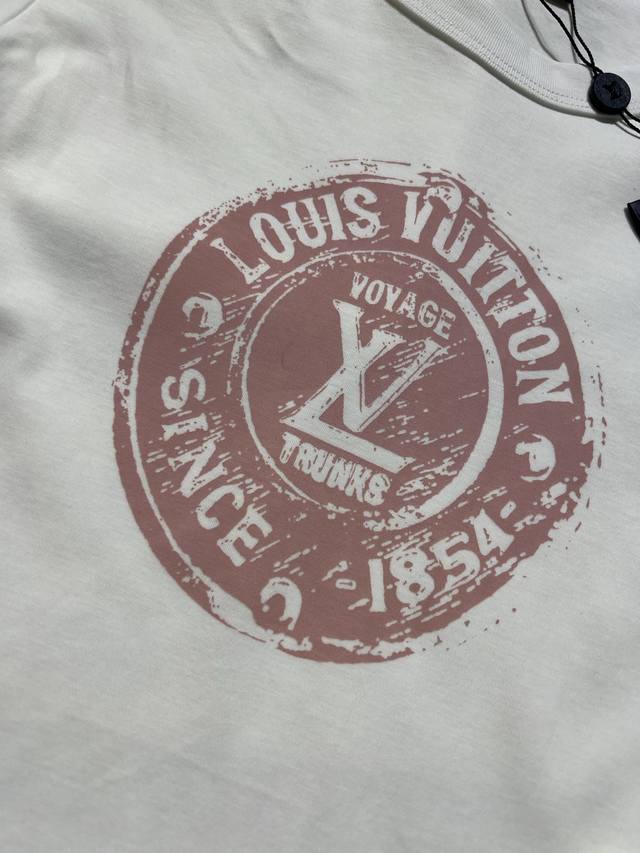 LOUIS VUITTON
VOYAGE
LV
TRUNKS
SINCE
-1854-